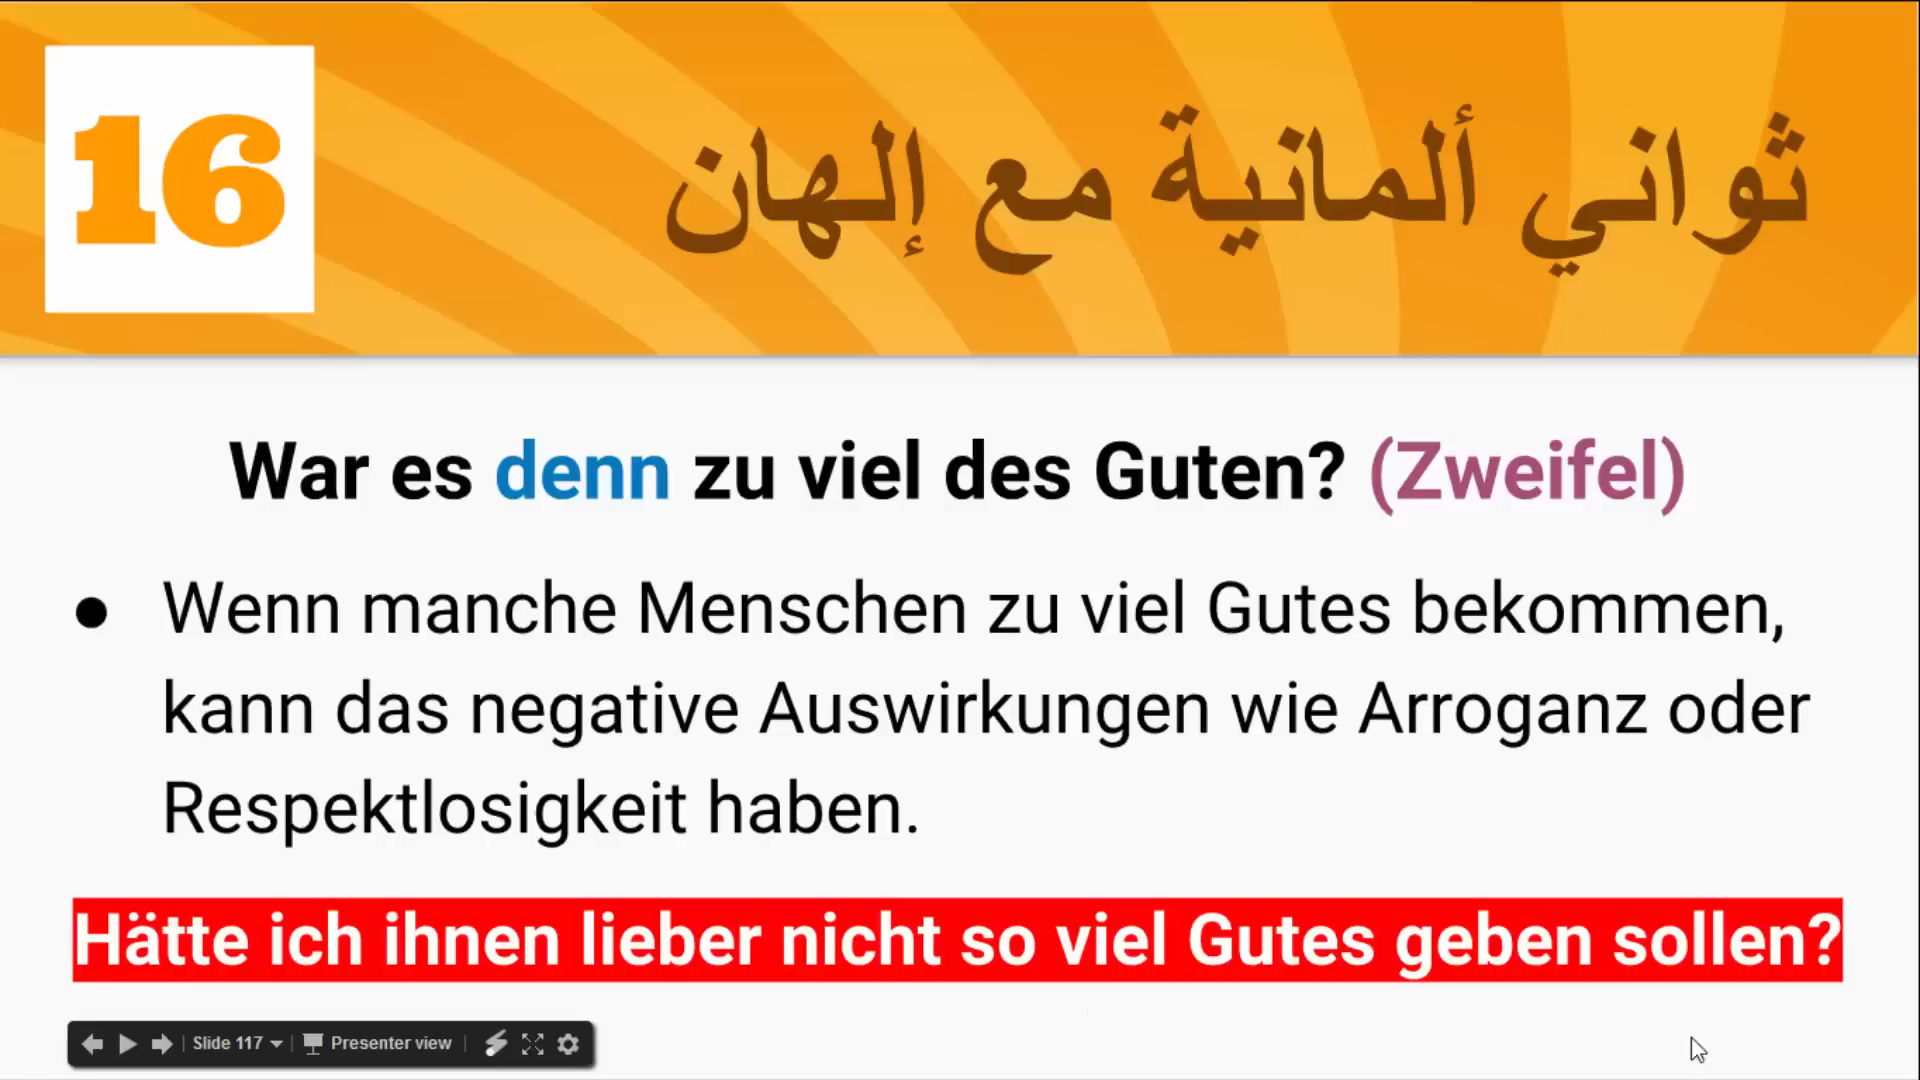 16
ثواني ألمانية مع إلهان
War es denn zu viel des Guten? (Zweifel)
● Wenn manche Menschen zu viel Gutes bekommen,
kann das negative Auswirkungen wie Arroganz oder
Respektlosigkeit haben.
Hätte ich ihnen lieber nicht so viel Gutes geben sollen?
Slide 117 Presenter view